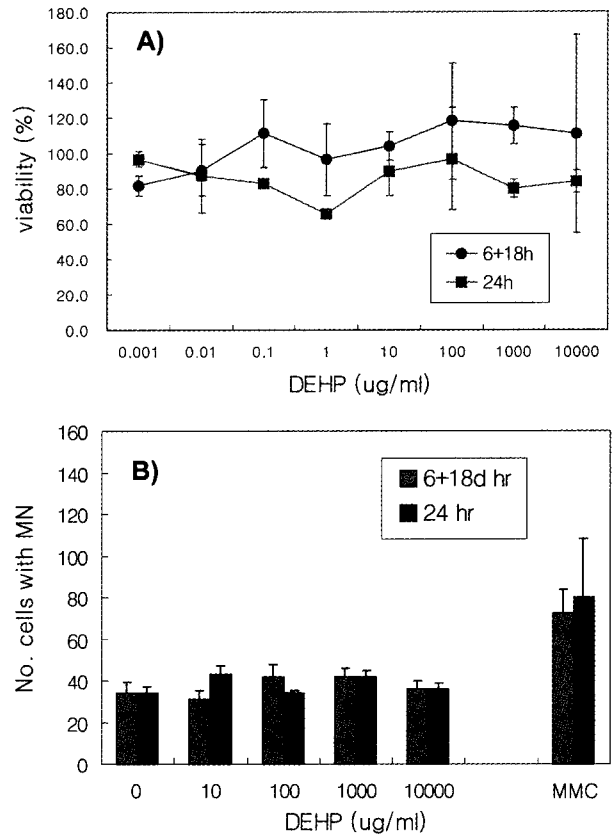 A)
180.0
160.0
140.0
120.0
100.0
80.0
60.0
40.0
20.0
0.0
viability (%)
6+18h
24h
0.001 0.01 0.1 1 10 100 1000 10000
DEHP (ug/ml)
B)
160
140
120
100
80
60
40
20
0
No. cells with MN
6+18d hr
24 hr
0 10 100 1000 10000 MMC
DEHP (ug/ml)